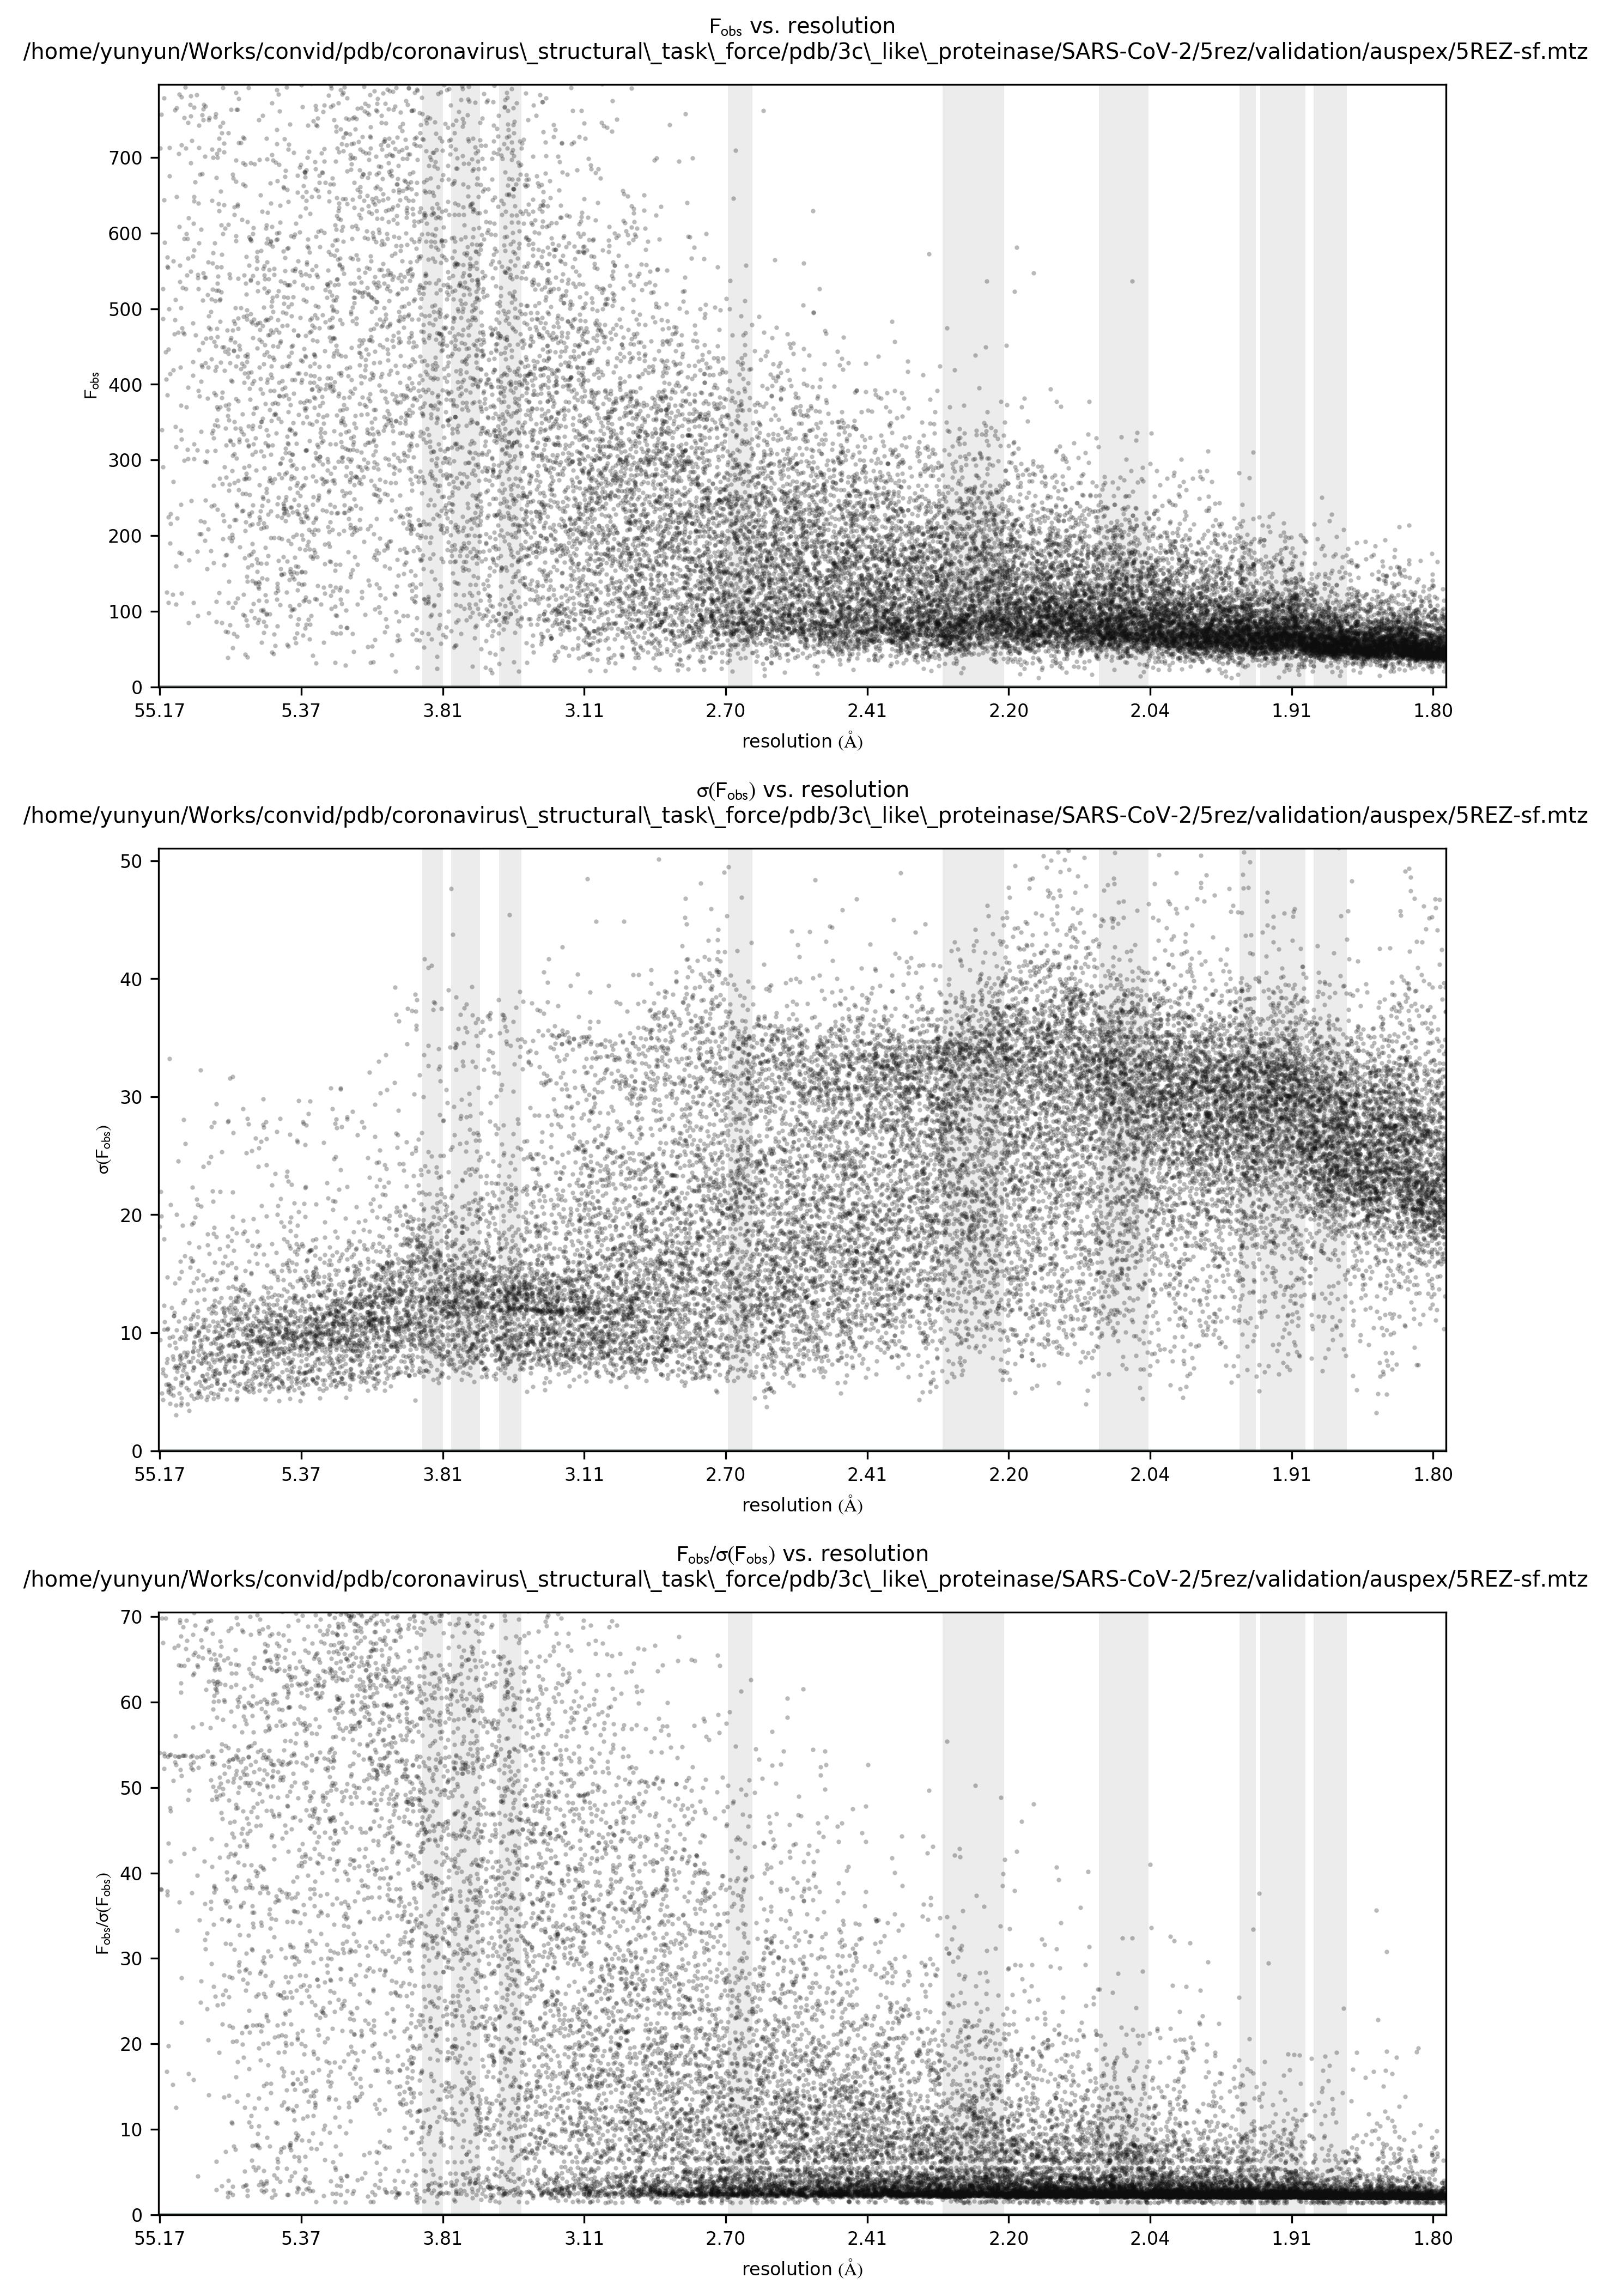 Fobs vs. resolution
/home/yunyun/Works/convid/pdb/coronavirus\_structural\_task\_force/pdb/3c\_like\_proteinase/SARS-CoV-2/5rez/validation/auspex/5REZ-sf.mtz
700
600
500
400
300
200
100
0
Fobs
55.17 5.37 3.81 3.11 2.70 2.41 2.20 2.04 1.91 1.80
resolution (Å)
σ(Fobs) vs. resolution
/home/yunyun/Works/convid/pdb/coronavirus\_structural\_task\_force/pdb/3c\_like\_proteinase/SARS-CoV-2/5rez/validation/auspex/5REZ-sf.mtz
50
40
30
20
10
0
σ(Fobs)
55.17 5.37 3.81 3.11 2.70 2.41 2.20 2.04 1.91 1.80
resolution (Å)
Fobs/σ(Fobs) vs. resolution
/home/yunyun/Works/convid/pdb/coronavirus\_structural\_task\_force/pdb/3c\_like\_proteinase/SARS-CoV-2/5rez/validation/auspex/5REZ-sf.mtz
70
60
50
40
30
20
10
0
Fobs/σ(Fobs)
55.17 5.37 3.81 3.11 2.70 2.41 2.20 2.04 1.91 1.80
resolution (Å)